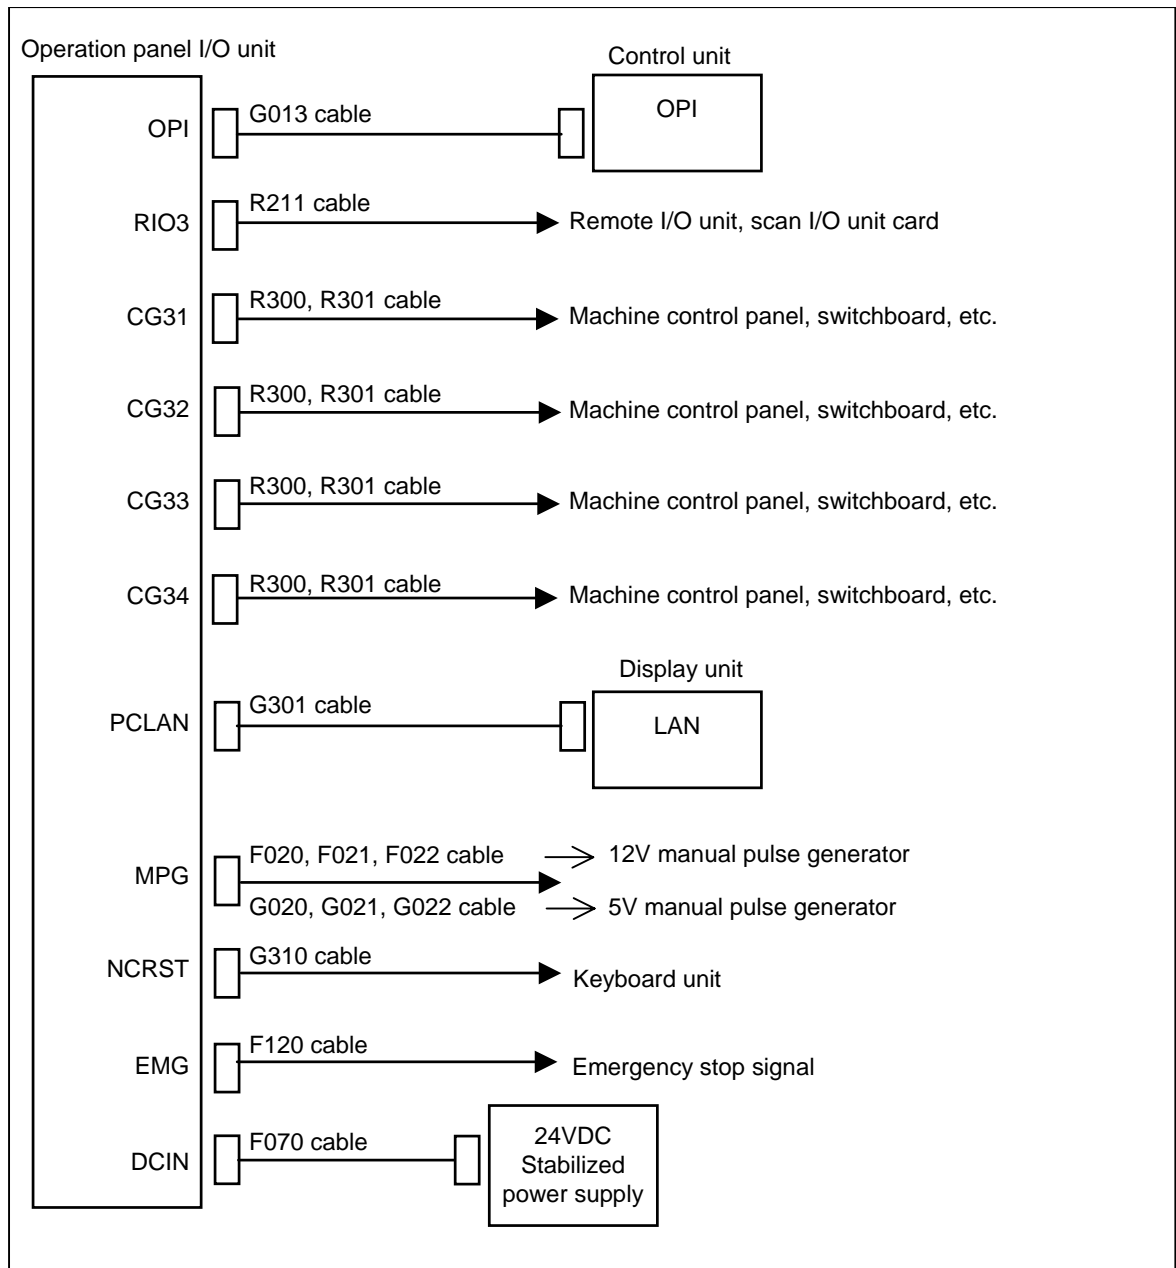 Operation panel I/O unit
Control unit
OPI
G013 cable
OPI
RIO3
R211 cable
Remote I/O unit, scan I/O unit card
CG31
R300, R301 cable
Machine control panel, switchboard, etc.
CG32
R300, R301 cable
Machine control panel, switchboard, etc.
CG33
R300, R301 cable
Machine control panel, switchboard, etc.
CG34
R300, R301 cable
Machine control panel, switchboard, etc.
Display unit
PCLAN
G301 cable
LAN
MPG
F020, F021, F022 cable
12V manual pulse generator
G020, G021, G022 cable
5V manual pulse generator
NCRST
G310 cable
Keyboard unit
EMG
F120 cable
Emergency stop signal
DCIN
F070 cable
24VDC
Stabilized
power supply